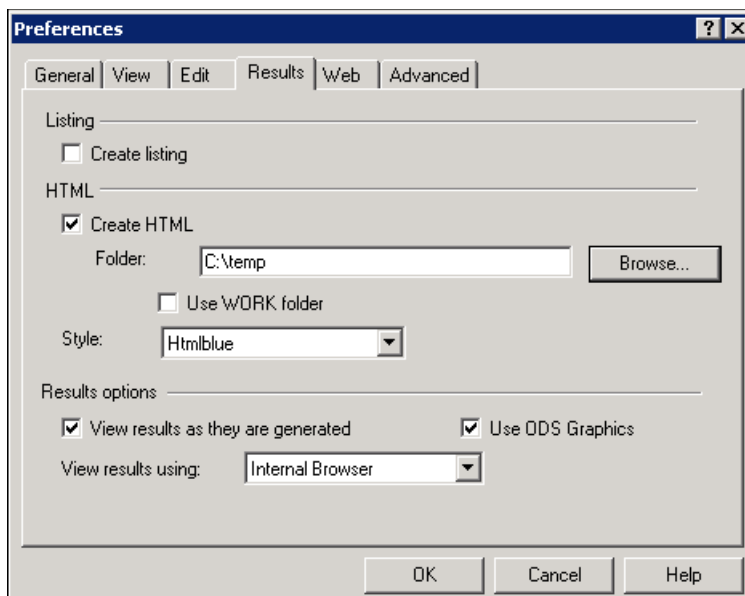 Preferences
General View Edit Results Web Advanced
Listing
Create listing
HTML
Create HTML
Folder: C:\temp Browse...
Use WORK folder
Style: Htmlblue
Results options
View results as they are generated Use ODS Graphics
View results using: Internal Browser
OK Cancel Help